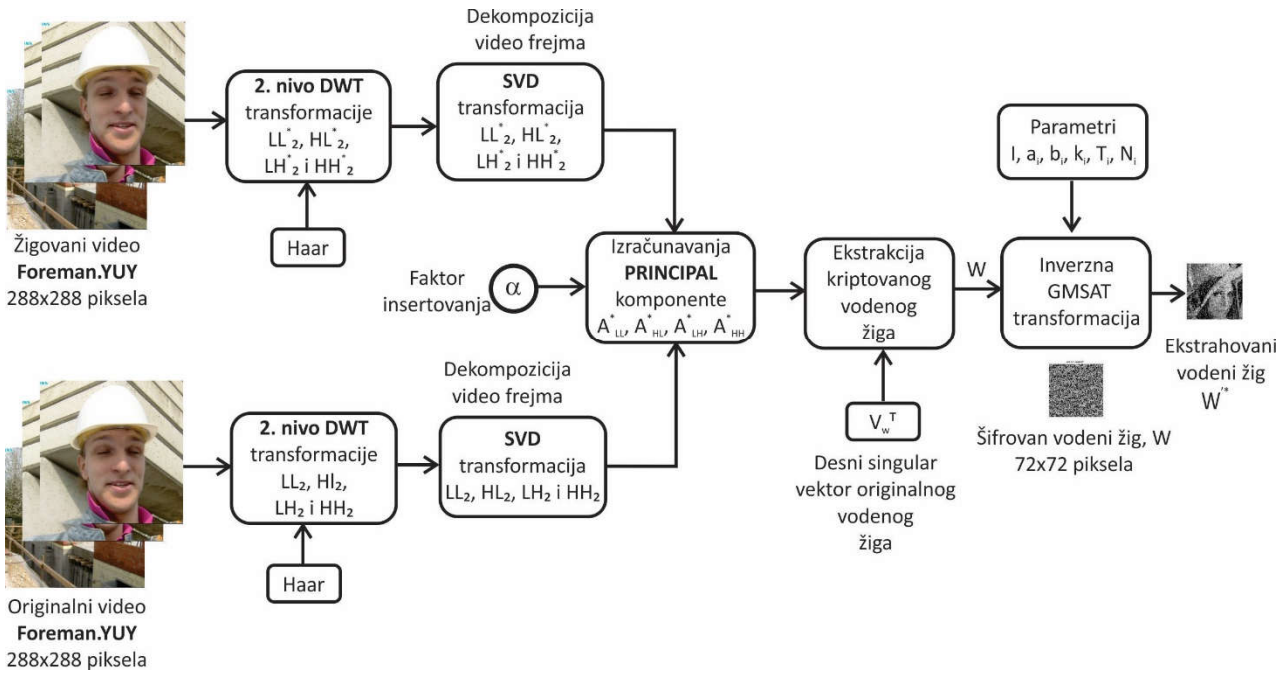 Žigovani video
Foreman.YUY
288x288 piksela
2. nivo DWT
transformacije
LL*₂, HL*₂,
LH*₂ i HH*₂
Haar
Dekompozicija
video frejma
SVD
transformacija
LL*₂, HL*₂,
LH*₂ i HH*₂
Originalni video
Foreman.YUY
288x288 piksela
2. nivo DWT
transformacije
LL₂, Hl₂,
LH₂ i HH₂
Haar
Dekompozicija
video frejma
SVD
transformacija
LL₂, HL₂, LH₂ i HH₂
Faktor
insertovanja
α
Izračunavanja
PRINCIPAL
komponente
A*LL, A*HL, A*LH, A*HH
Ekstrakcija
kriptovanog
vodenog
žiga
Vwᵀ
Desni singular
vektor originalnog
vodenog
žiga
W
Parametri
I, aᵢ, bᵢ, kᵢ, Tᵢ, Nᵢ
Inverzna
GMSAT
transformacija
Šifrovan vodeni žig, W
72x72 piksela
Ekstrahovani
vodeni žig
W'*